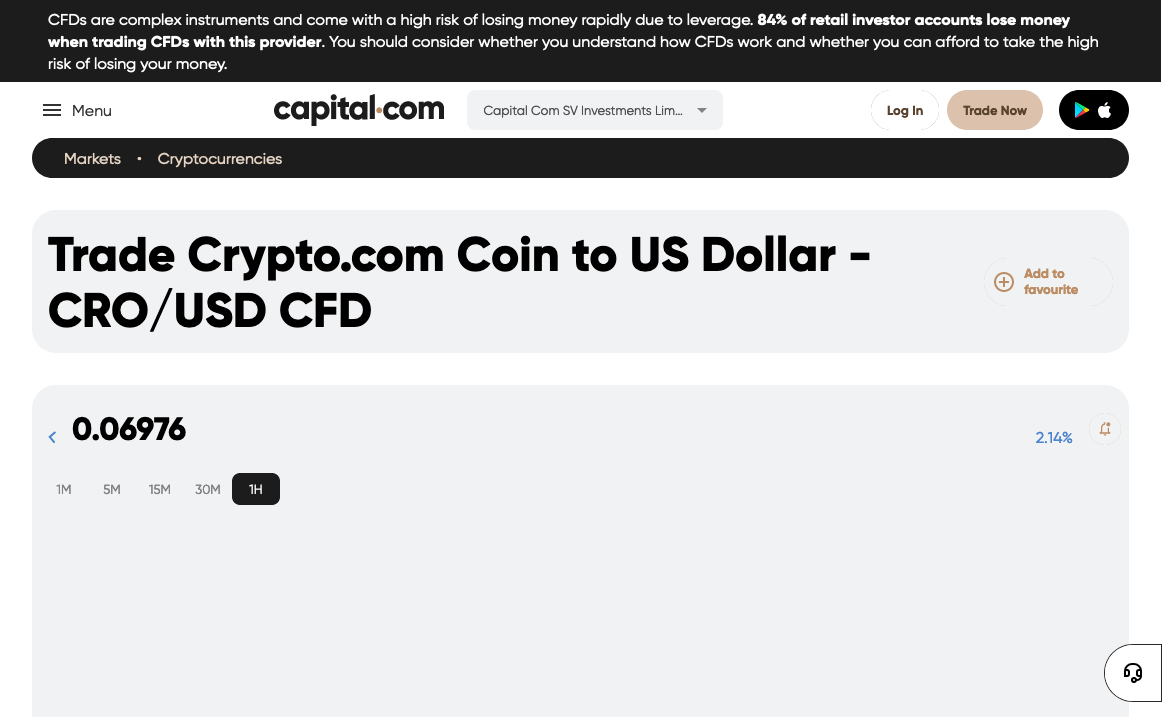 CFDs are complex instruments and come with a high risk of losing money rapidly due to leverage. 84% of retail investor accounts lose money
when trading CFDs with this provider. You should consider whether you understand how CFDs work and whether you can afford to take the high
risk of losing your money.
Menu
capital.com
Capital Com SV Investments Lim...
Log In
Trade Now
Markets • Cryptocurrencies
Trade Crypto.com Coin to US Dollar -
CRO/USD CFD
Add to
favourite
0.06976
2.14%
1M 5M 15M 30M 1H